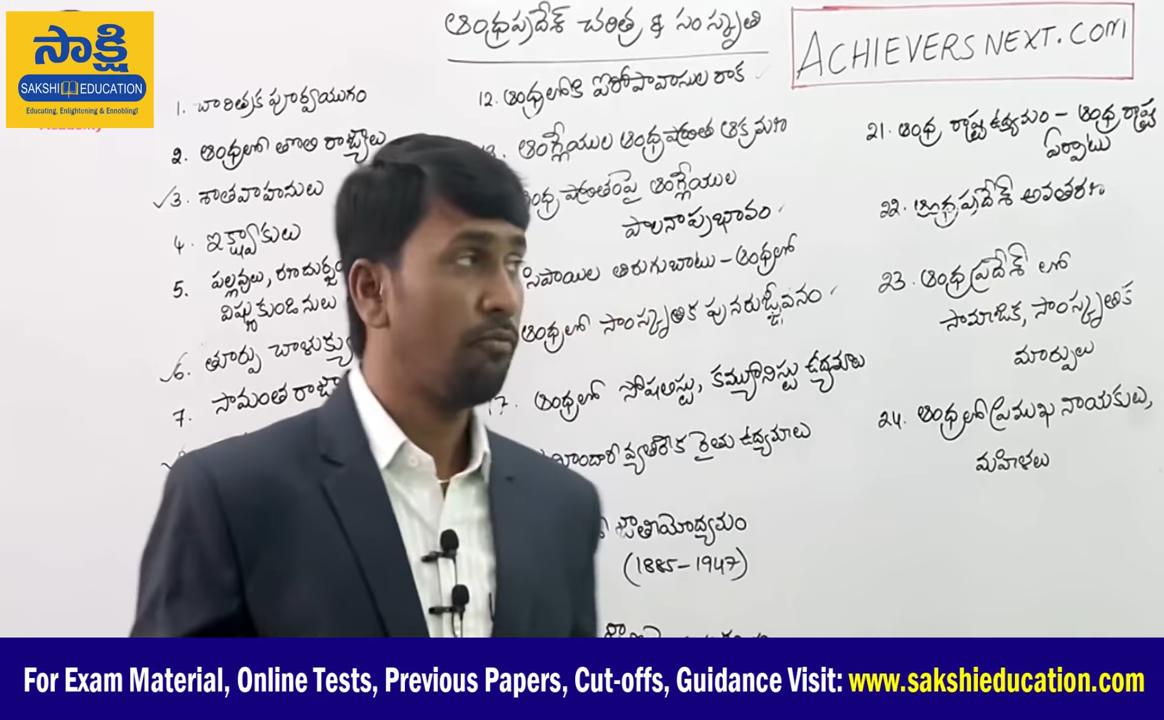 సాక్షి
SAKSHI EDUCATION
Educating, Enlightening & Ennobling!
ఆంధ్రప్రదేశ్ చరిత్ర & సంస్కృతి
ACHIEVERSNEXT.COM
1. చారిత్రక పూర్వయుగం
2. ఆంధ్రలో తొలి రాజ్యాలు
3. శాతవాహనులు
4. ఇక్ష్వాకులు
5. పల్లవులు,
విష్ణుకుండినులు
6. తూర్పు
7. సామంత
12. ఆంధ్రలోకి ఐరోపావాసుల రాక
ఆంగ్లేయుల ఆంధ్రప్రాంత ఆక్రమణ
ఆంగ్లేయుల
పాలనాప్రభావం
సిపాయిల తిరుగుబాటు - ఆంధ్రలో
ఆంధ్రలో సాంస్కృతిక పునరుజ్జీవనం
17. ఆంధ్రలో సోషలిస్టు, కమ్యూనిస్టు ఉద్యమాలు
వ్యతిరేక రైతు ఉద్యమాలు
జాతీయోద్యమం
(1885-1947)
21. ఆంధ్ర రాష్ట్ర ఉద్యమం - ఆంధ్ర రాష్ట్ర
ఏర్పాటు
22. ఆంధ్రప్రదేశ్ అవతరణ
23. ఆంధ్రప్రదేశ్ లో
సామాజిక, సాంస్కృతిక
మార్పులు
24. ఆంధ్రలో ప్రముఖ నాయకులు,
మహిళలు
For Exam Material, Online Tests, Previous Papers, Cut-offs, Guidance Visit: www.sakshieducation.com